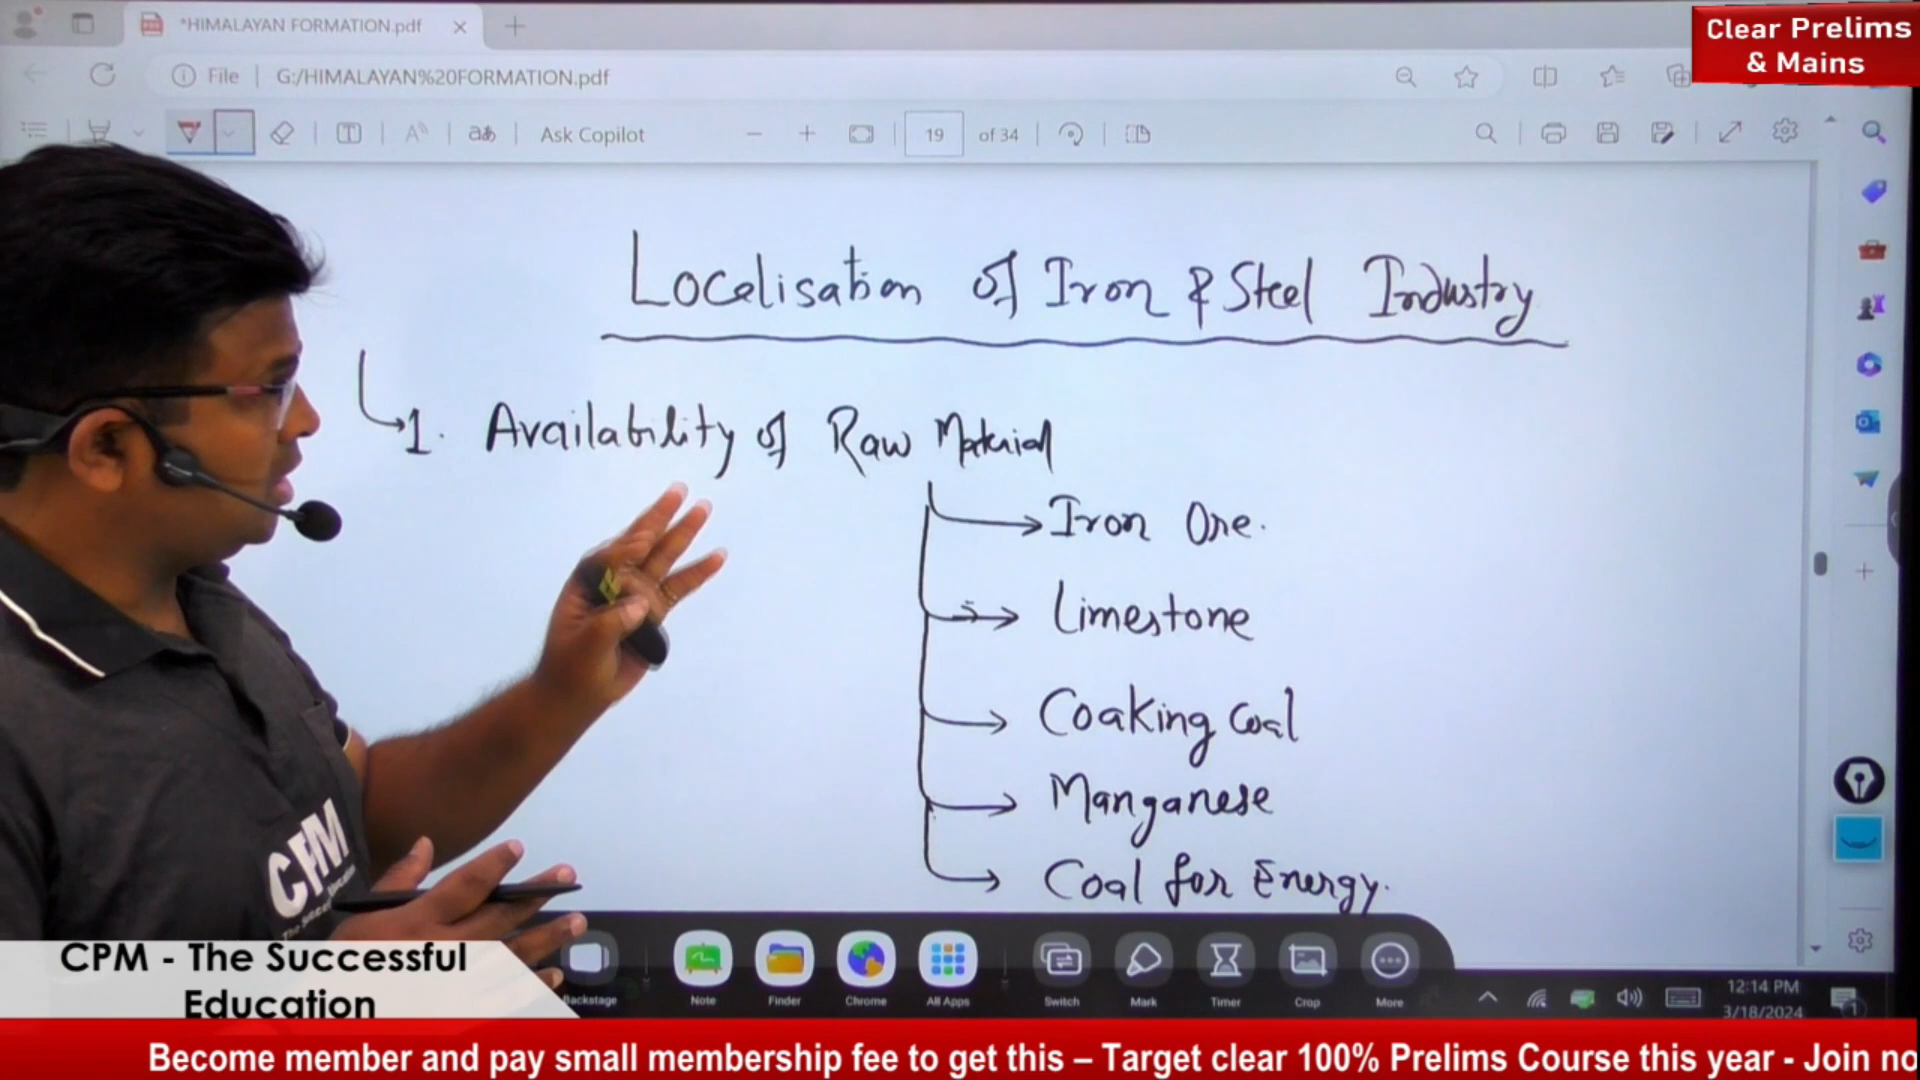 *HIMALAYAN FORMATION.pdf
Clear Prelims
& Mains
File
G:/HIMALAYAN%20FORMATION.pdf
Ask Copilot
19 of 34
Localisation of Iron & Steel Industry
1. Availability of Raw Material
Iron Ore.
Limestone
Coaking Coal
Manganese
Coal for Energy.
CPM
CPM - The Successful
Education
Backstage Note Finder Chrome All Apps Switch Mark Timer Crop More
12:14 PM
3/18/2024
Become member and pay small membership fee to get this – Target clear 100% Prelims Course this year - Join no